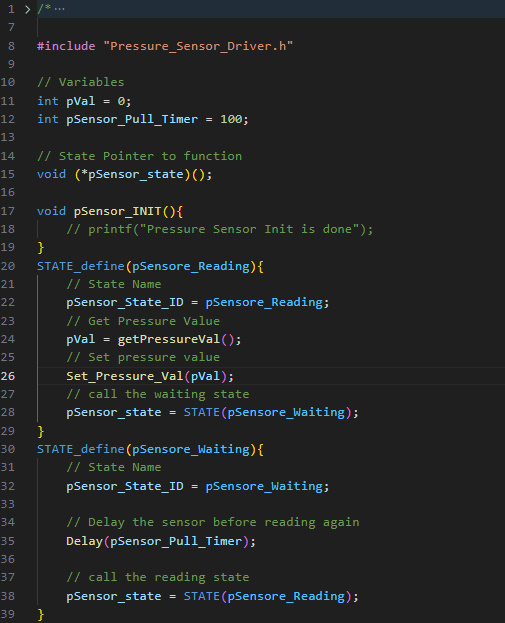 1 > /* ···
7
8 #include "Pressure_Sensor_Driver.h"
9
10 // Variables
11 int pVal = 0;
12 int pSensor_Pull_Timer = 100;
13
14 // State Pointer to function
15 void (*pSensor_state)();
16
17 void pSensor_INIT(){
18     // printf("Pressure Sensor Init is done");
19 }
20 STATE_define(pSensore_Reading){
21     // State Name
22     pSensor_State_ID = pSensore_Reading;
23     // Get Pressure Value
24     pVal = getPressureVal();
25     // Set pressure value
26     Set_Pressure_Val(pVal);
27     // call the waiting state
28     pSensor_state = STATE(pSensore_Waiting);
29 }
30 STATE_define(pSensore_Waiting){
31     // State Name
32     pSensor_State_ID = pSensore_Waiting;
33
34     // Delay the sensor before reading again
35     Delay(pSensor_Pull_Timer);
36
37     // call the reading state
38     pSensor_state = STATE(pSensore_Reading);
39 }